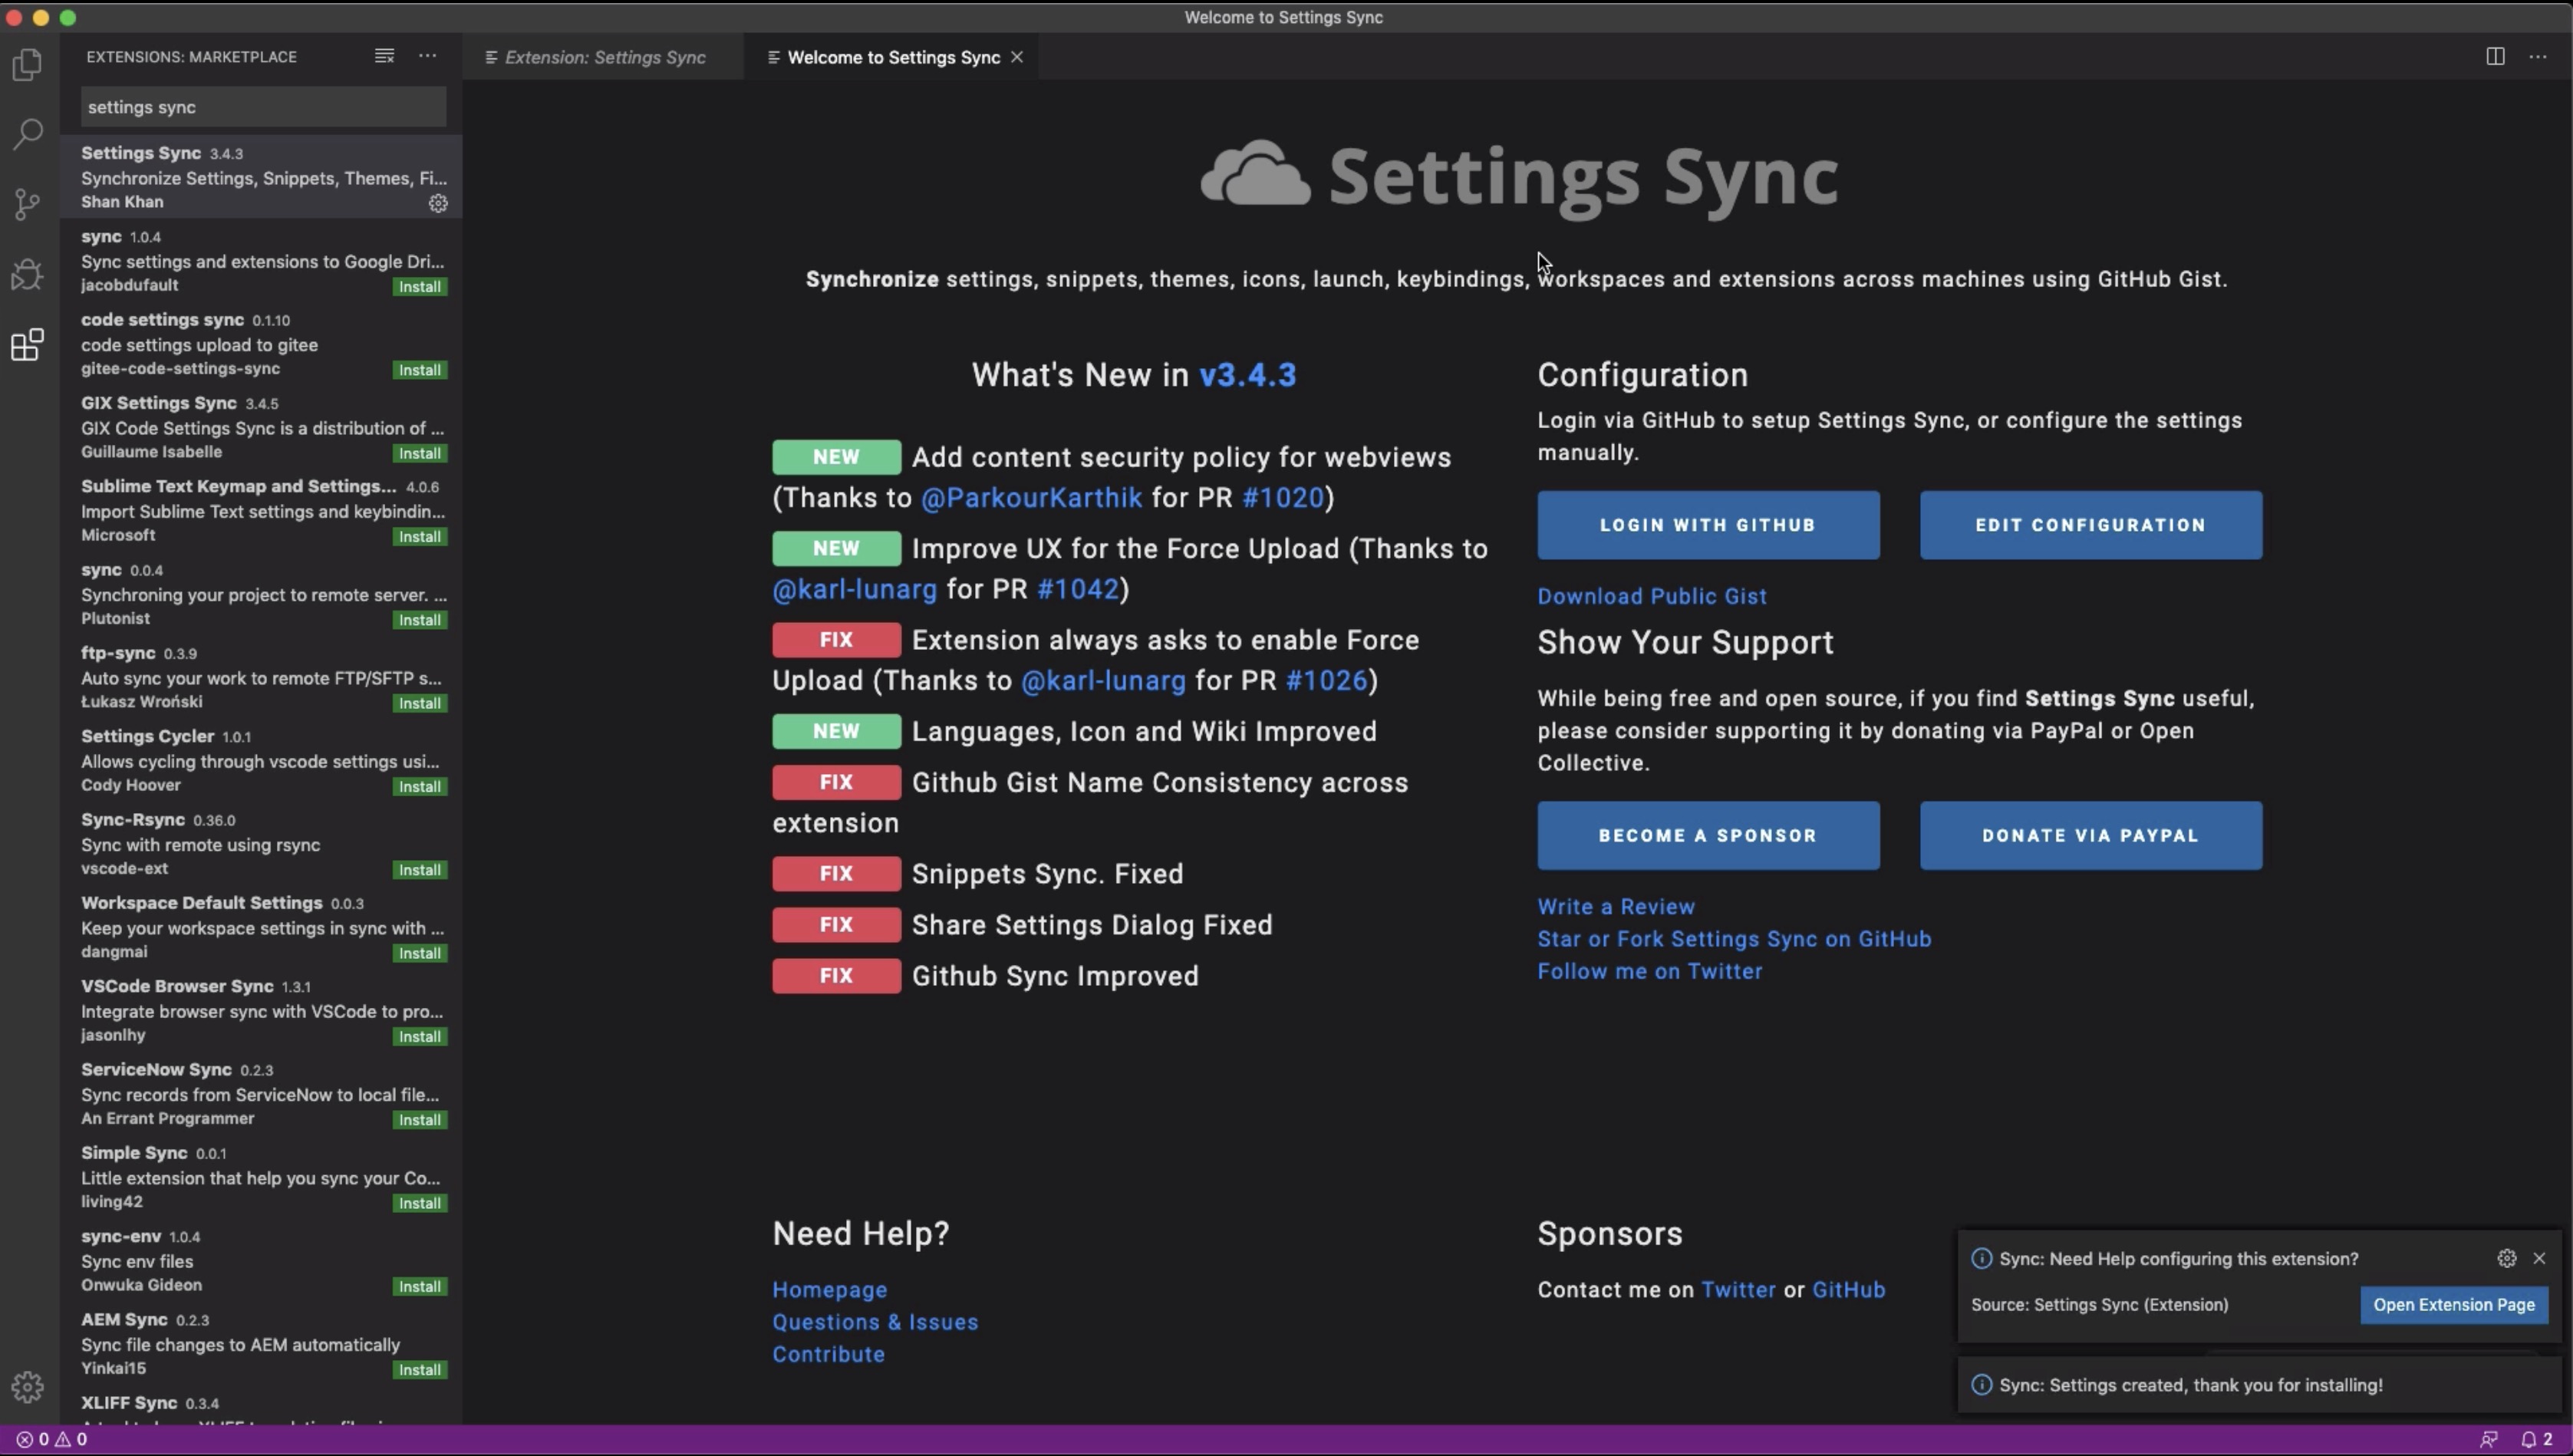 Welcome to Settings Sync
EXTENSIONS: MARKETPLACE
settings sync
Settings Sync 3.4.3
Synchronize Settings, Snippets, Themes, Fi...
Shan Khan
sync 1.0.4
Sync settings and extensions to Google Dri...
jacobdufault Install
code settings sync 0.1.10
code settings upload to gitee
gitee-code-settings-sync Install
GIX Settings Sync 3.4.5
GIX Code Settings Sync is a distribution of ...
Guillaume Isabelle Install
Sublime Text Keymap and Settings... 4.0.6
Import Sublime Text settings and keybindin...
Microsoft Install
sync 0.0.4
Synchroning your project to remote server. ...
Plutonist Install
ftp-sync 0.3.9
Auto sync your work to remote FTP/SFTP s...
Łukasz Wroński Install
Settings Cycler 1.0.1
Allows cycling through vscode settings usi...
Cody Hoover Install
Sync-Rsync 0.36.0
Sync with remote using rsync
vscode-ext Install
Workspace Default Settings 0.0.3
Keep your workspace settings in sync with ...
dangmai Install
VSCode Browser Sync 1.3.1
Integrate browser sync with VSCode to pro...
jasonlhy Install
ServiceNow Sync 0.2.3
Sync records from ServiceNow to local file...
An Errant Programmer Install
Simple Sync 0.0.1
Little extension that help you sync your Co...
living42 Install
sync-env 1.0.4
Sync env files
Onwuka Gideon Install
AEM Sync 0.2.3
Sync file changes to AEM automatically
Yinkai15 Install
XLIFF Sync 0.3.4
Extension: Settings Sync
Welcome to Settings Sync
Settings Sync
Synchronize settings, snippets, themes, icons, launch, keybindings, workspaces and extensions across machines using GitHub Gist.
What's New in v3.4.3
NEW Add content security policy for webviews
(Thanks to @ParkourKarthik for PR #1020)
NEW Improve UX for the Force Upload (Thanks to
@karl-lunarg for PR #1042)
FIX Extension always asks to enable Force
Upload (Thanks to @karl-lunarg for PR #1026)
NEW Languages, Icon and Wiki Improved
FIX Github Gist Name Consistency across
extension
FIX Snippets Sync. Fixed
FIX Share Settings Dialog Fixed
FIX Github Sync Improved
Configuration
Login via GitHub to setup Settings Sync, or configure the settings
manually.
LOGIN WITH GITHUB EDIT CONFIGURATION
Download Public Gist
Show Your Support
While being free and open source, if you find Settings Sync useful,
please consider supporting it by donating via PayPal or Open
Collective.
BECOME A SPONSOR DONATE VIA PAYPAL
Write a Review
Star or Fork Settings Sync on GitHub
Follow me on Twitter
Need Help?
Homepage
Questions & Issues
Contribute
Sponsors
Contact me on Twitter or GitHub
Sync: Need Help configuring this extension?
Source: Settings Sync (Extension) Open Extension Page
Sync: Settings created, thank you for installing!
0 0
2